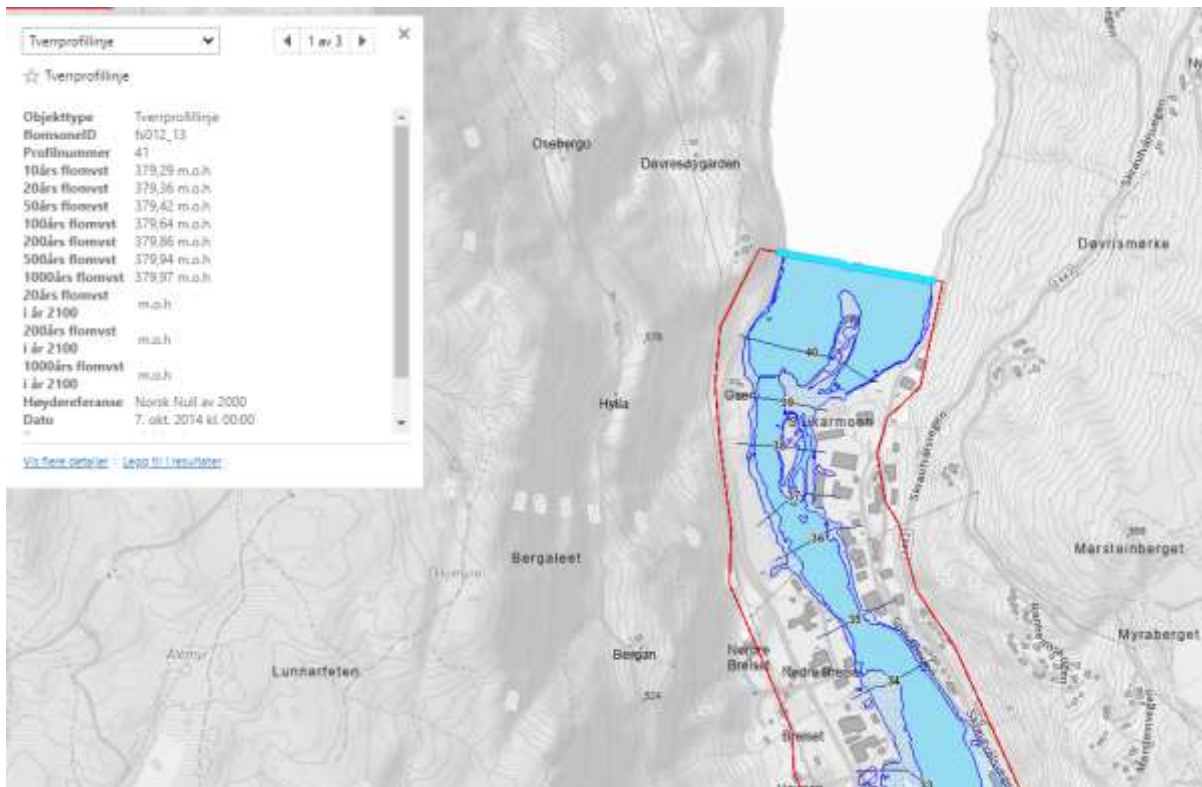 Tverrprofillinje
1 av 3
Tverrprofillinje
Objekttype Tverrprofillinje
flomsoneID fs012_13
Profilnummer 41
10års flomvst 379,29 m.o.h
20års flomvst 379,36 m.o.h
50års flomvst 379,42 m.o.h
100års flomvst 379,64 m.o.h
200års flomvst 379,86 m.o.h
500års flomvst 379,94 m.o.h
1000års flomvst 379,97 m.o.h
20års flomvst
i år 2100 m.o.h
200års flomvst
i år 2100 m.o.h
1000års flomvst
i år 2100 m.o.h
Høydereferanse Norsk Null av 2000
Dato 7. okt. 2014 kl. 00:00
Vis flere detaljer
Legg til i resultater
Osebergo
Døvresøygarden
Døvrismørke
Skrautvålsvegen
40
Hylla
39
38
37
36
Skrautvålsvegen
Bergaleet
Marsteinberget
35
Myraberget
Lunnarfeten
Bergan
Nørdre
Breiset
34
524
Breiset